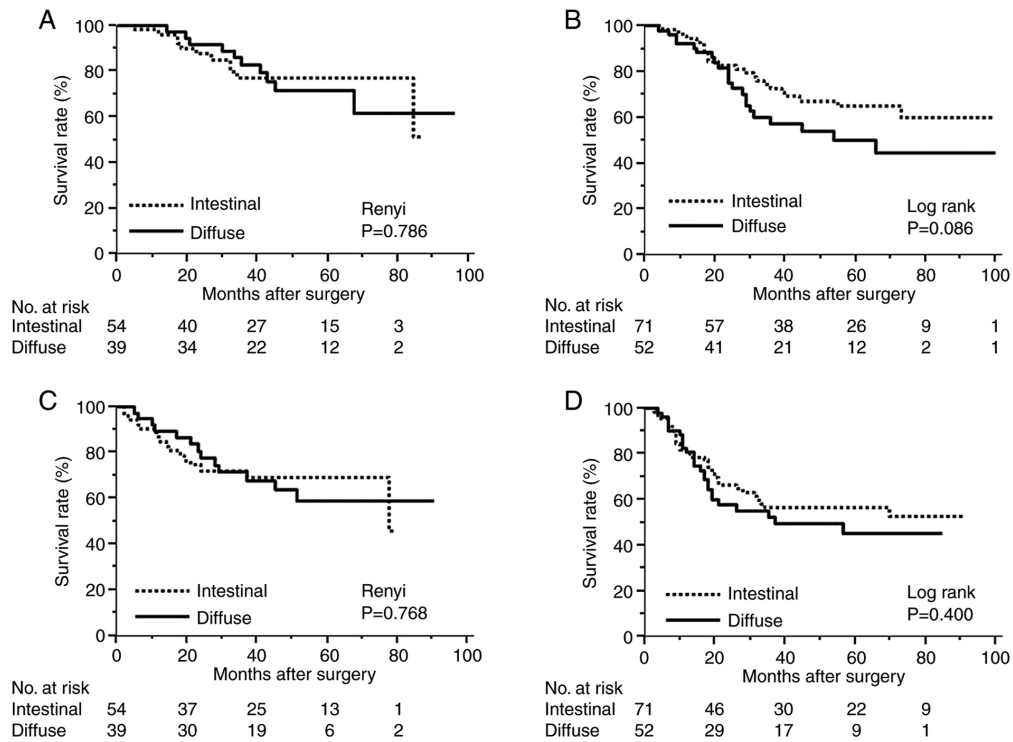 A
100
80
60
40
20
0
Survival rate (%)
Intestinal
Diffuse
Renyi
P=0.786
0 20 40 60 80 100
Months after surgery
No. at risk
Intestinal 54 40 27 15 3
Diffuse 39 34 22 12 2
B
100
80
60
40
20
0
Survival rate (%)
Intestinal
Diffuse
Log rank
P=0.086
0 20 40 60 80 100
Months after surgery
No. at risk
Intestinal 71 57 38 26 9 1
Diffuse 52 41 21 12 2 1
C
100
80
60
40
20
0
Survival rate (%)
Intestinal
Diffuse
Renyi
P=0.768
0 20 40 60 80 100
Months after surgery
No. at risk
Intestinal 54 37 25 13 1
Diffuse 39 30 19 6 2
D
100
80
60
40
20
0
Survival rate (%)
Intestinal
Diffuse
Log rank
P=0.400
0 20 40 60 80 100
Months after surgery
No. at risk
Intestinal 71 46 30 22 9
Diffuse 52 29 17 9 1